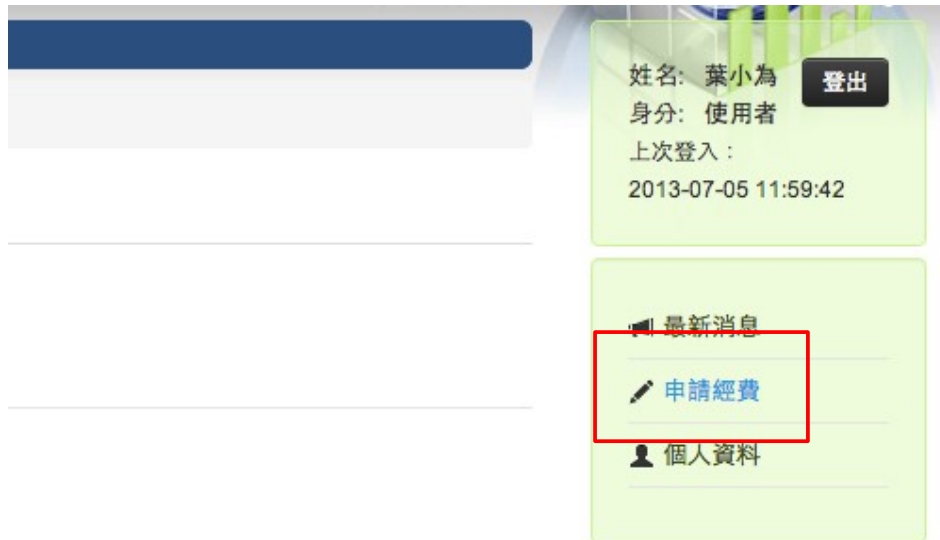 姓名: 葉小為
登出
身分: 使用者
上次登入：
2013-07-05 11:59:42
最新消息
申請經費
個人資料